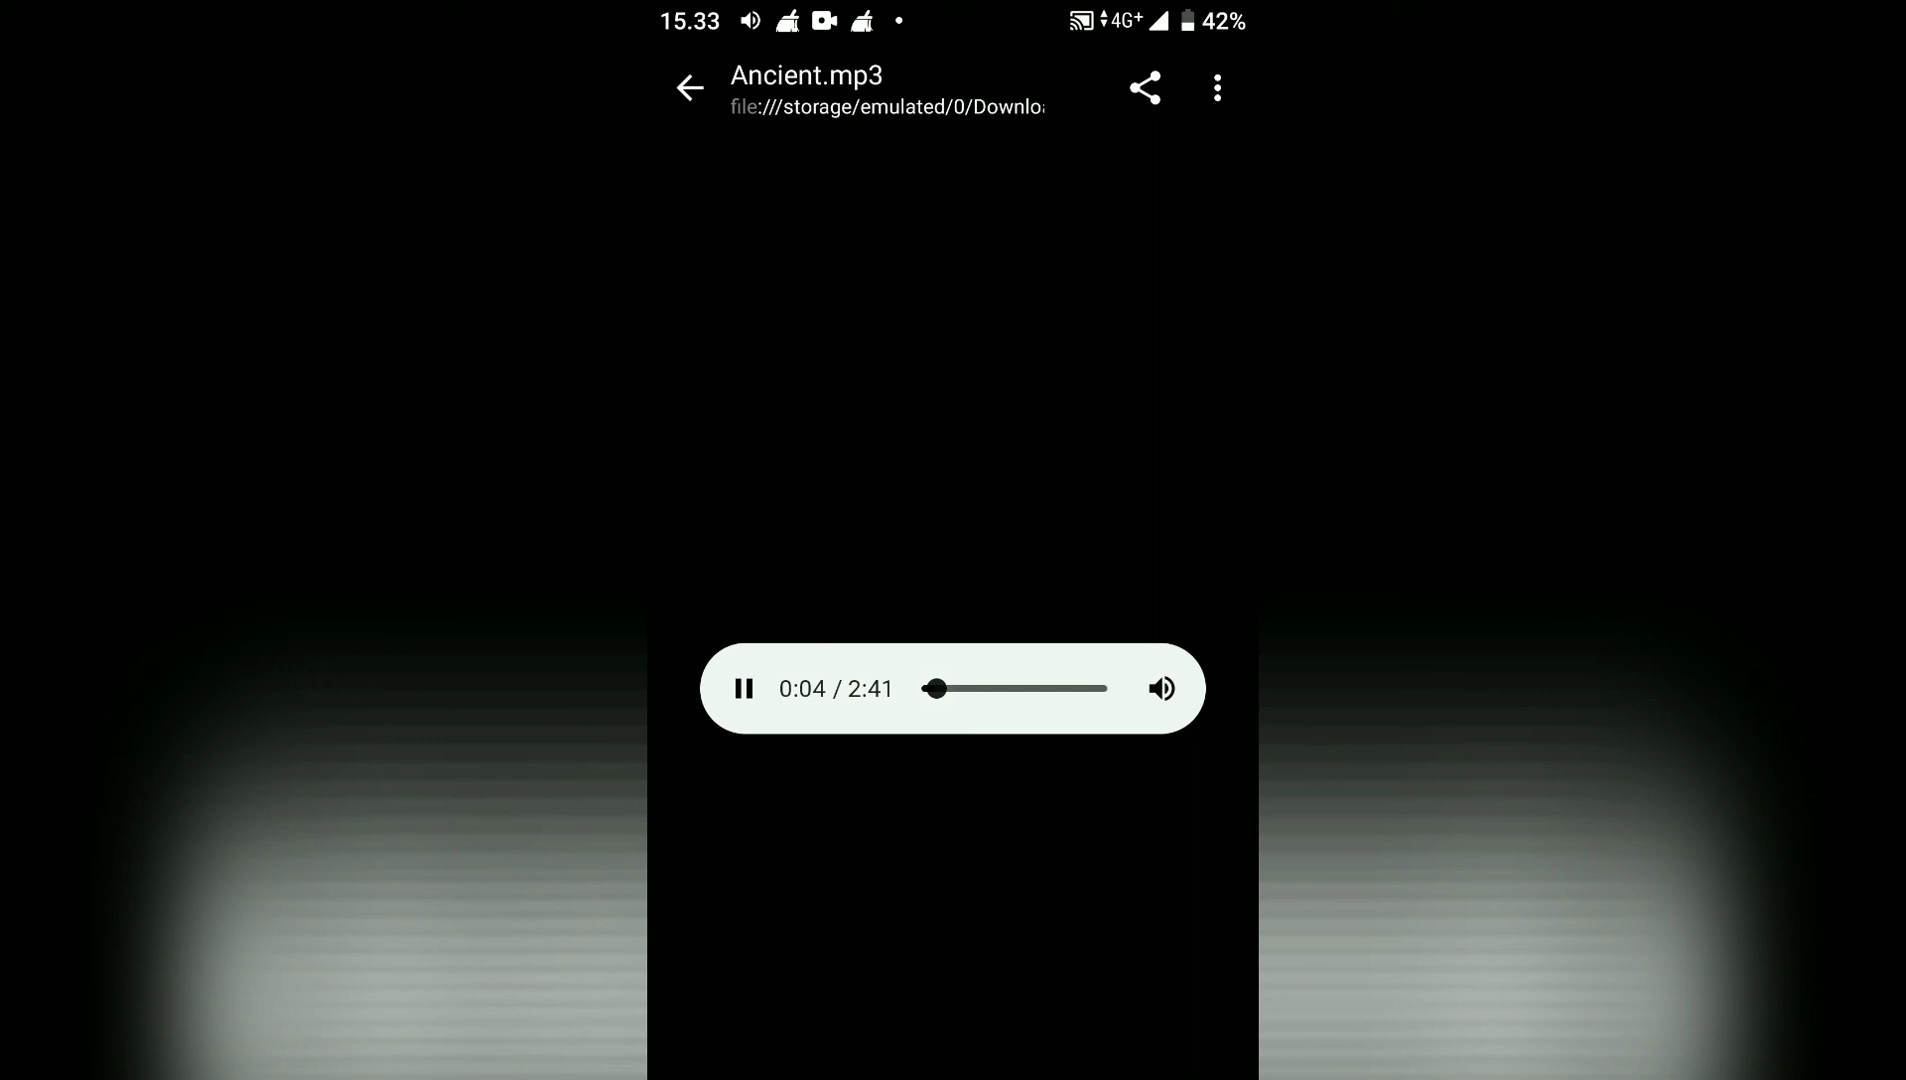 15.33 4G+ 42%
Ancient.mp3
file:///storage/emulated/0/Downlo
0:04 / 2:41